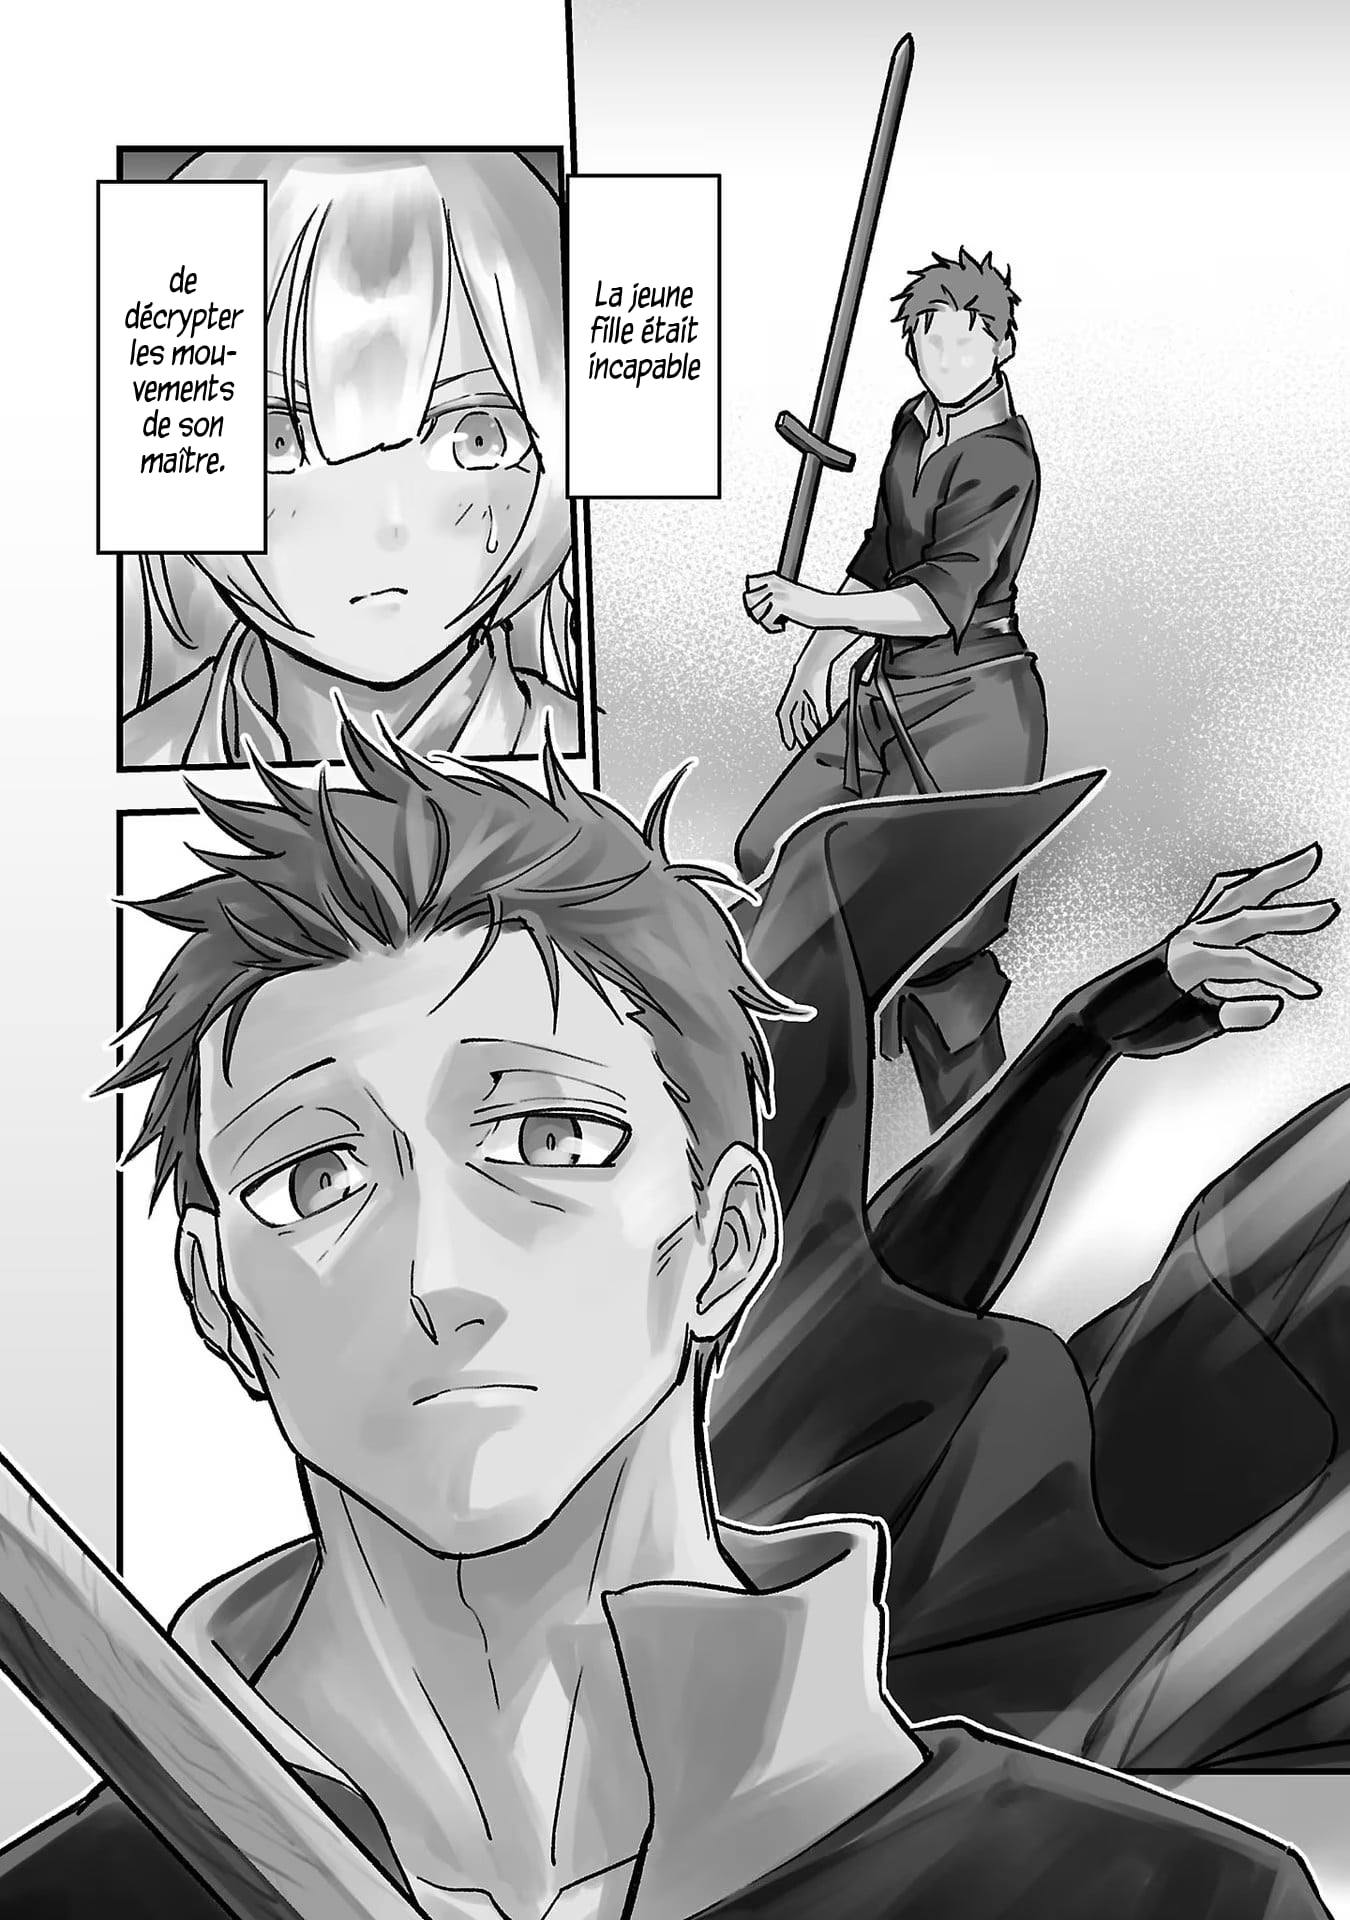 La jeune
fille était
incapable
de
décrypter
les mou-
vements
de son
maître.